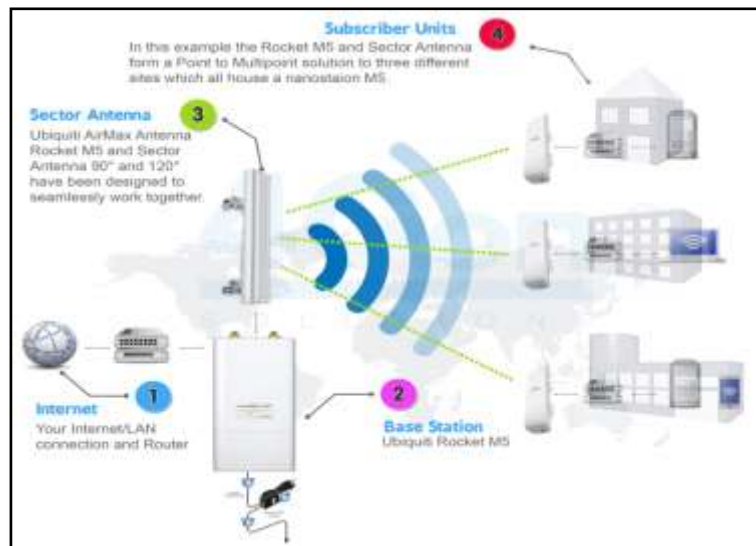 Subscriber Units
4
In this example the Rocket M5 and Sector Antenna
form a Point to Multipoint solution to three different
sites which all house a nanostaion M5
Sector Antenna
3
Ubiquiti AirMax Antenna
Rocket M5 and Sector
Antenna 90° and 120°
have been designed to
seamlessly work together.
1
Internet
Your Internet/LAN
connection and Router
2
Base Station
Ubiquiti Rocket M5